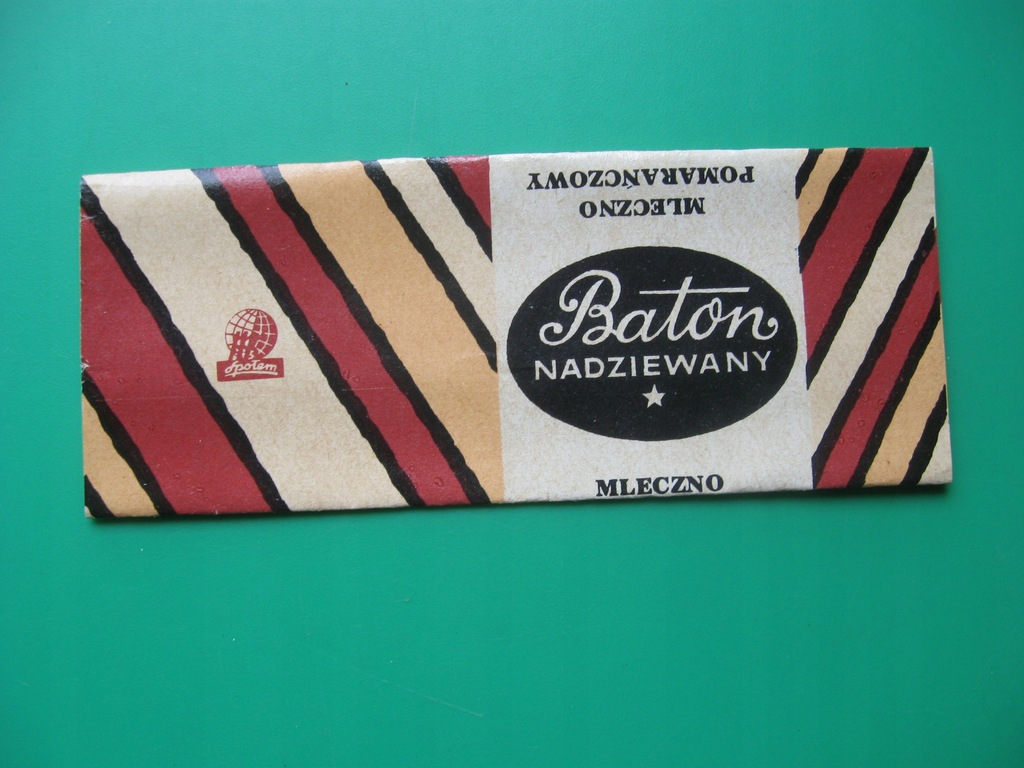 POMARAŃCZOWY
MLECZNO
Baton
NADZIEWANY
MLECZNO
Społem